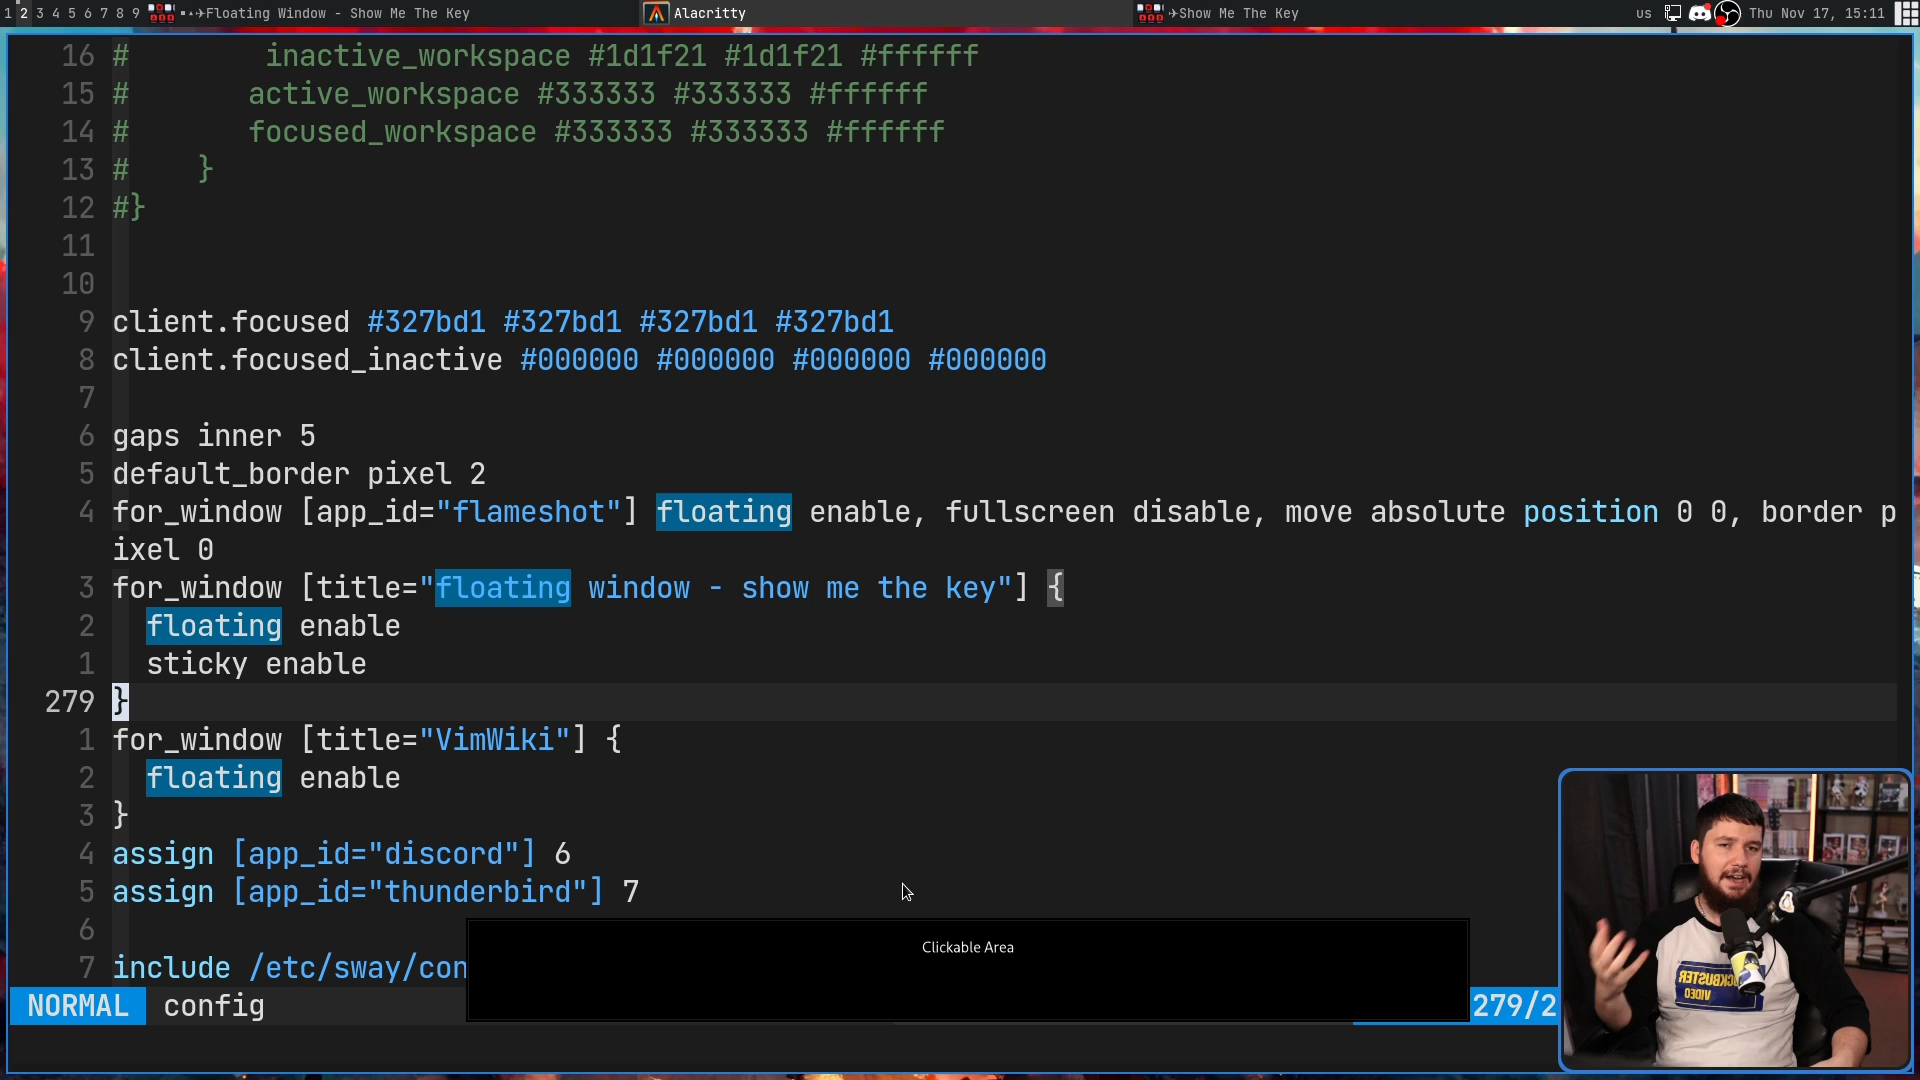 1 2 3 4 5 6 7 8 9 Floating Window - Show Me The Key Alacritty Show Me The Key us Thu Nov 17, 15:11
16 # inactive_workspace #1d1f21 #1d1f21 #ffffff
15 # active_workspace #333333 #333333 #ffffff
14 # focused_workspace #333333 #333333 #ffffff
13 # }
12 #}
11
10
9 client.focused #327bd1 #327bd1 #327bd1 #327bd1
8 client.focused_inactive #000000 #000000 #000000 #000000
7
6 gaps inner 5
5 default_border pixel 2
4 for_window [app_id="flameshot"] floating enable, fullscreen disable, move absolute position 0 0, border p
ixel 0
3 for_window [title="floating window - show me the key"] {
2 floating enable
1 sticky enable
279 }
1 for_window [title="VimWiki"] {
2 floating enable
3 }
4 assign [app_id="discord"] 6
5 assign [app_id="thunderbird"] 7
6
7 include /etc/sway/con
Clickable Area
NORMAL config 279/2
BLOCKBUSTER
VIDEO